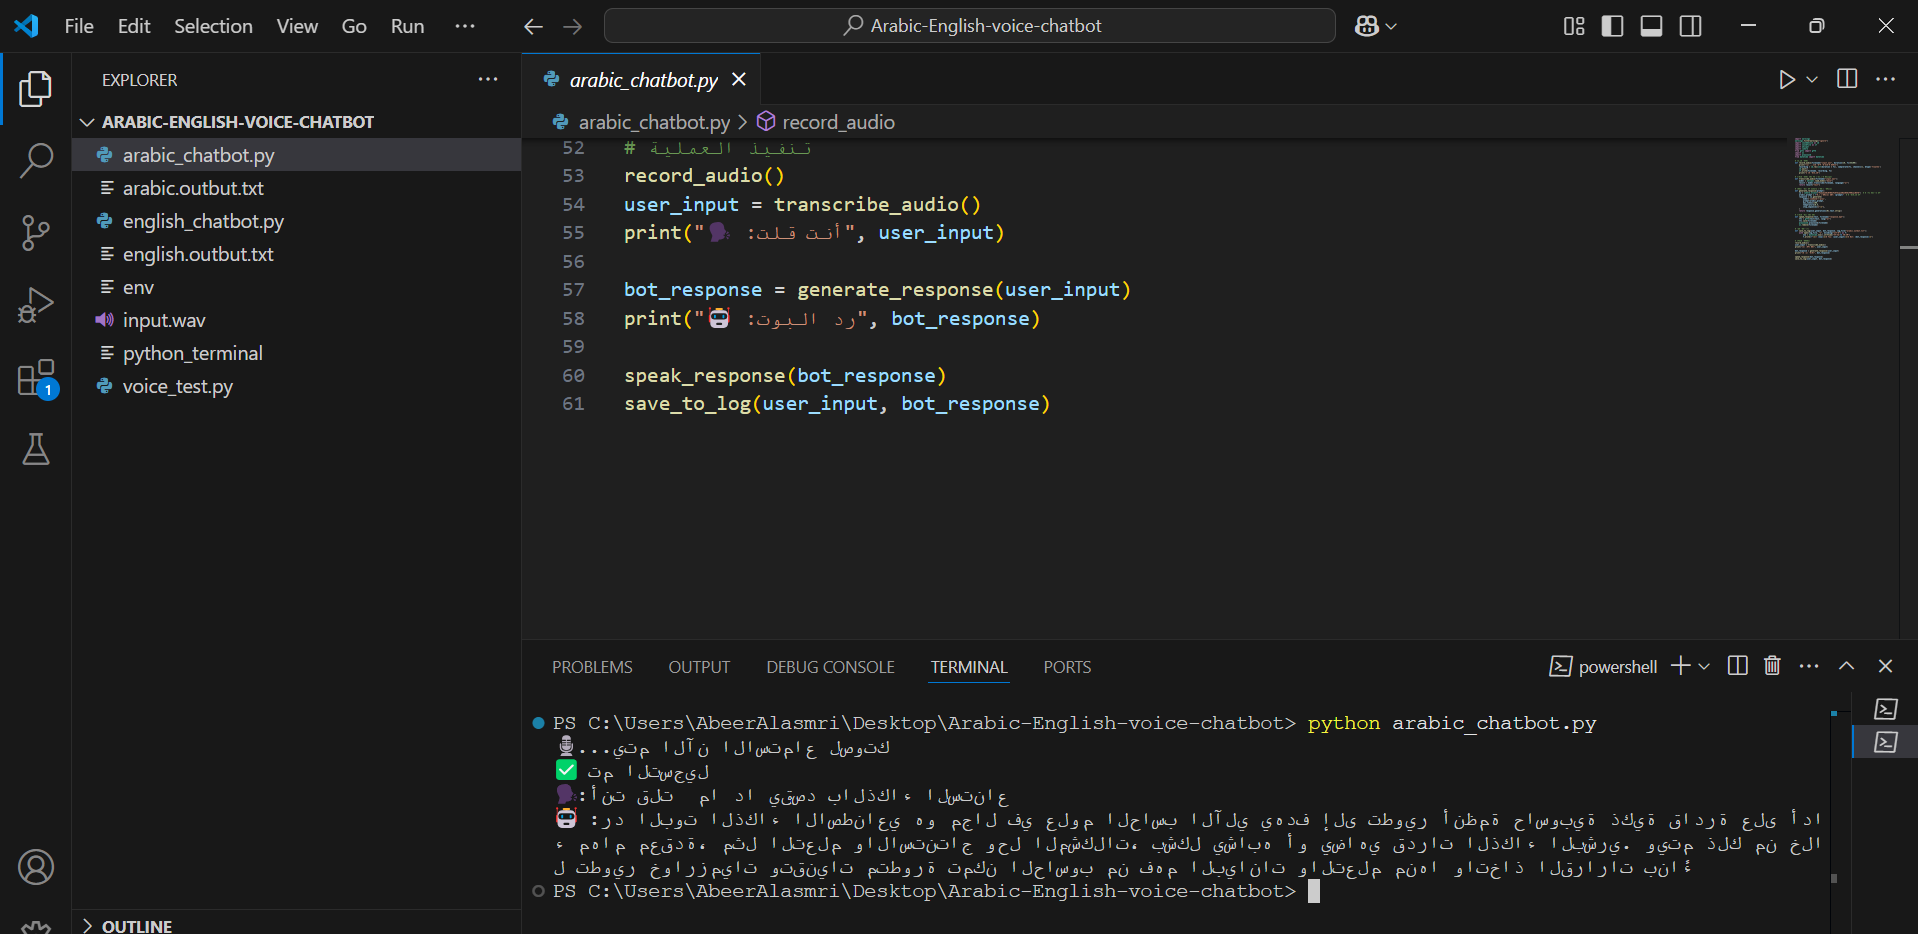 File Edit Selection View Go Run ··· Arabic-English-voice-chatbot
EXPLORER
ARABIC-ENGLISH-VOICE-CHATBOT
arabic_chatbot.py
arabic.outbut.txt
english_chatbot.py
english.outbut.txt
env
input.wav
python_terminal
voice_test.py
OUTLINE
1
arabic_chatbot.py
arabic_chatbot.py > record_audio
52 # تنفيذ العملية
53 record_audio()
54 user_input = transcribe_audio()
55 print("🗣 أنت قلت:", user_input)
56
57 bot_response = generate_response(user_input)
58 print("🤖 رد البوت:", bot_response)
59
60 speak_response(bot_response)
61 save_to_log(user_input, bot_response)
PROBLEMS OUTPUT DEBUG CONSOLE TERMINAL PORTS
powershell
PS C:\Users\AbeerAlasmri\Desktop\Arabic-English-voice-chatbot> python arabic_chatbot.py
🎙...يتم الآن الاستماع لصوتك
✅ تم التسجيل
🗣:أنت قلت ما دا يقصد بالذكاء الستناع
🤖 :رد البوت الذكاء الاصطناعي هو مجال في علوم الحاسب الآلي يهدف إلى تطوير أنظمة حاسوبية ذكية قادرة على أدا
ء مهام معقدة، مثل التعلم والاستنتاج وحل المشكلات، بشكل يشابه أو يضاهي قدرات الذكاء البشري. ويتم ذلك من خلا
ل تطوير خوارزميات وتقنيات متطورة تمكن الحاسوب من فهم البيانات والتعلم منها واتخاذ القرارات بناءً
PS C:\Users\AbeerAlasmri\Desktop\Arabic-English-voice-chatbot>